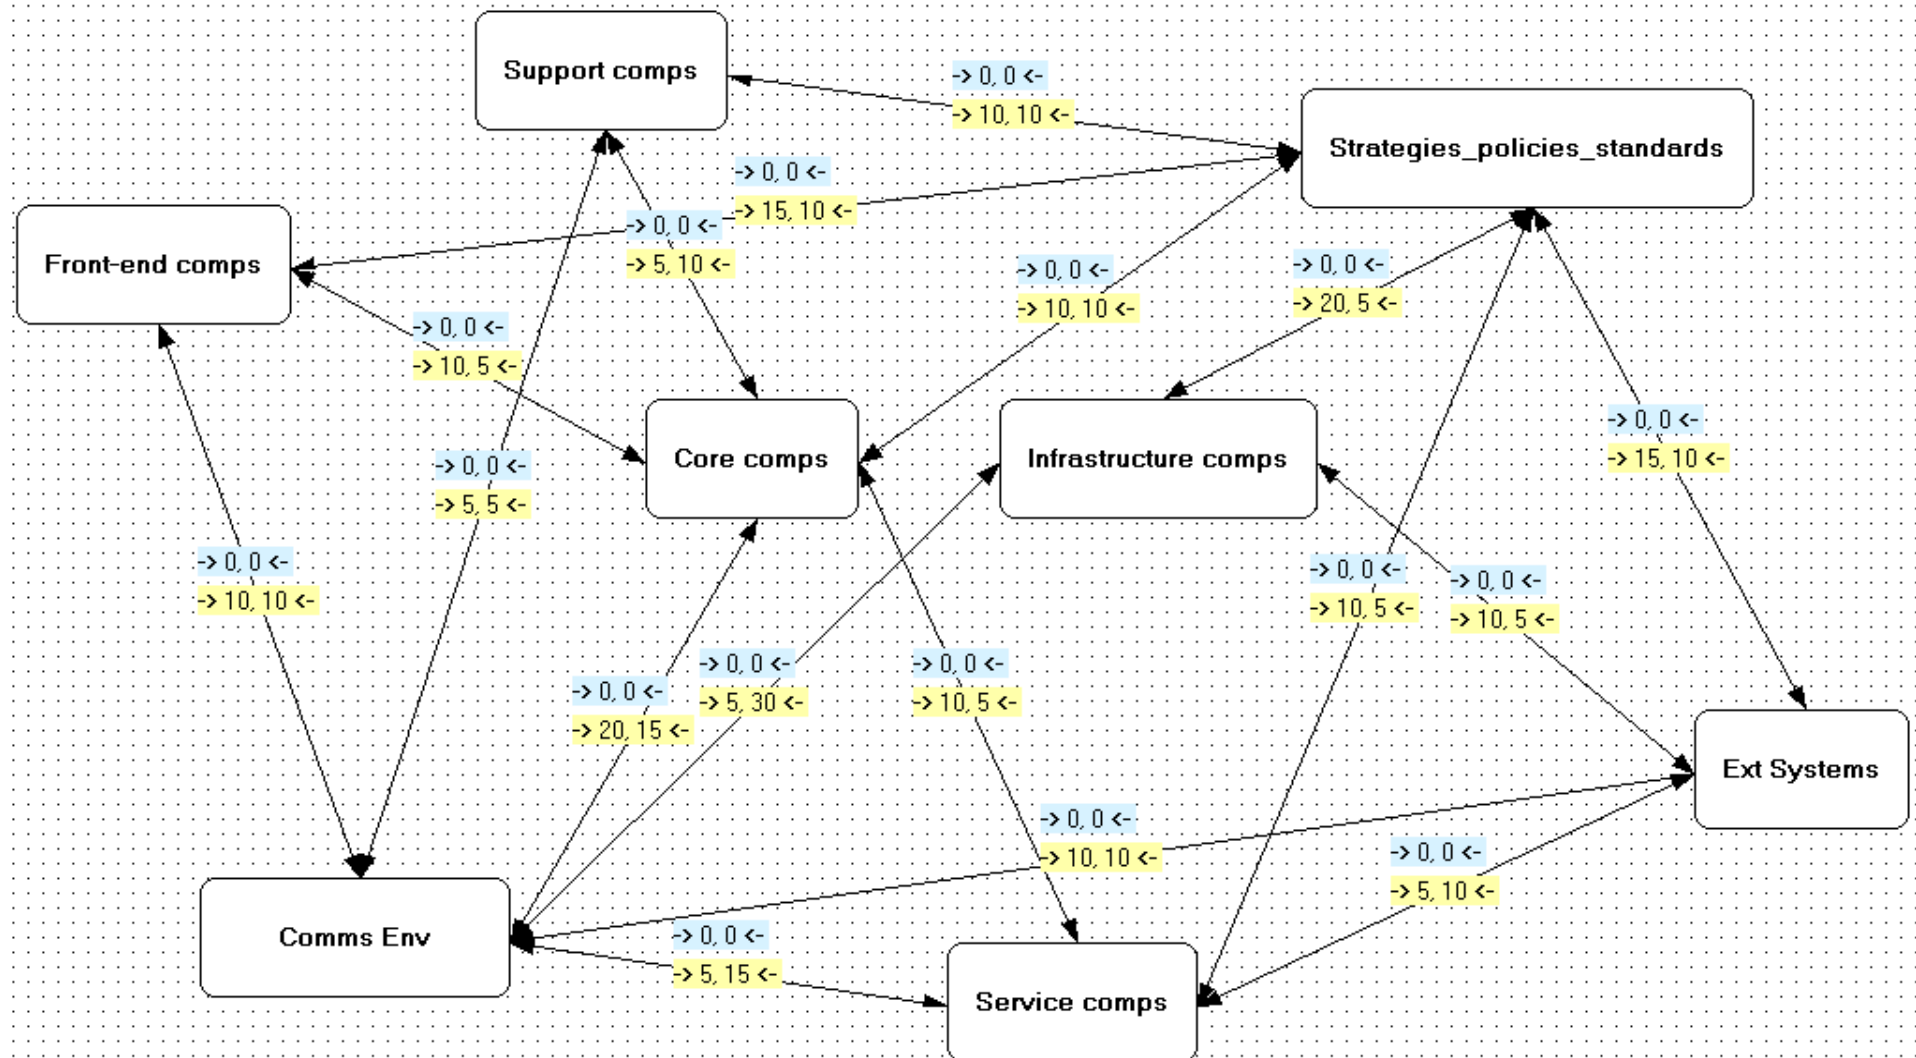 Support comps
-> 0, 0 <-
-> 10, 10 <-
Strategies_policies_standards
-> 0, 0 <-
-> 15, 10 <-
-> 0, 0 <-
-> 5, 10 <-
Front-end comps
-> 0, 0 <-
-> 10, 10 <-
-> 0, 0 <-
-> 20, 5 <-
-> 0, 0 <-
-> 10, 5 <-
-> 0, 0 <-
-> 15, 10 <-
Core comps
Infrastructure comps
-> 0, 0 <-
-> 5, 5 <-
-> 0, 0 <-
-> 10, 10 <-
-> 0, 0 <-
-> 10, 5 <-
-> 0, 0 <-
-> 10, 5 <-
-> 0, 0 <-
-> 20, 15 <-
-> 0, 0 <-
-> 5, 30 <-
-> 0, 0 <-
-> 10, 5 <-
Ext Systems
-> 0, 0 <-
-> 10, 10 <-
-> 0, 0 <-
-> 5, 10 <-
Comms Env
-> 0, 0 <-
-> 5, 15 <-
Service comps